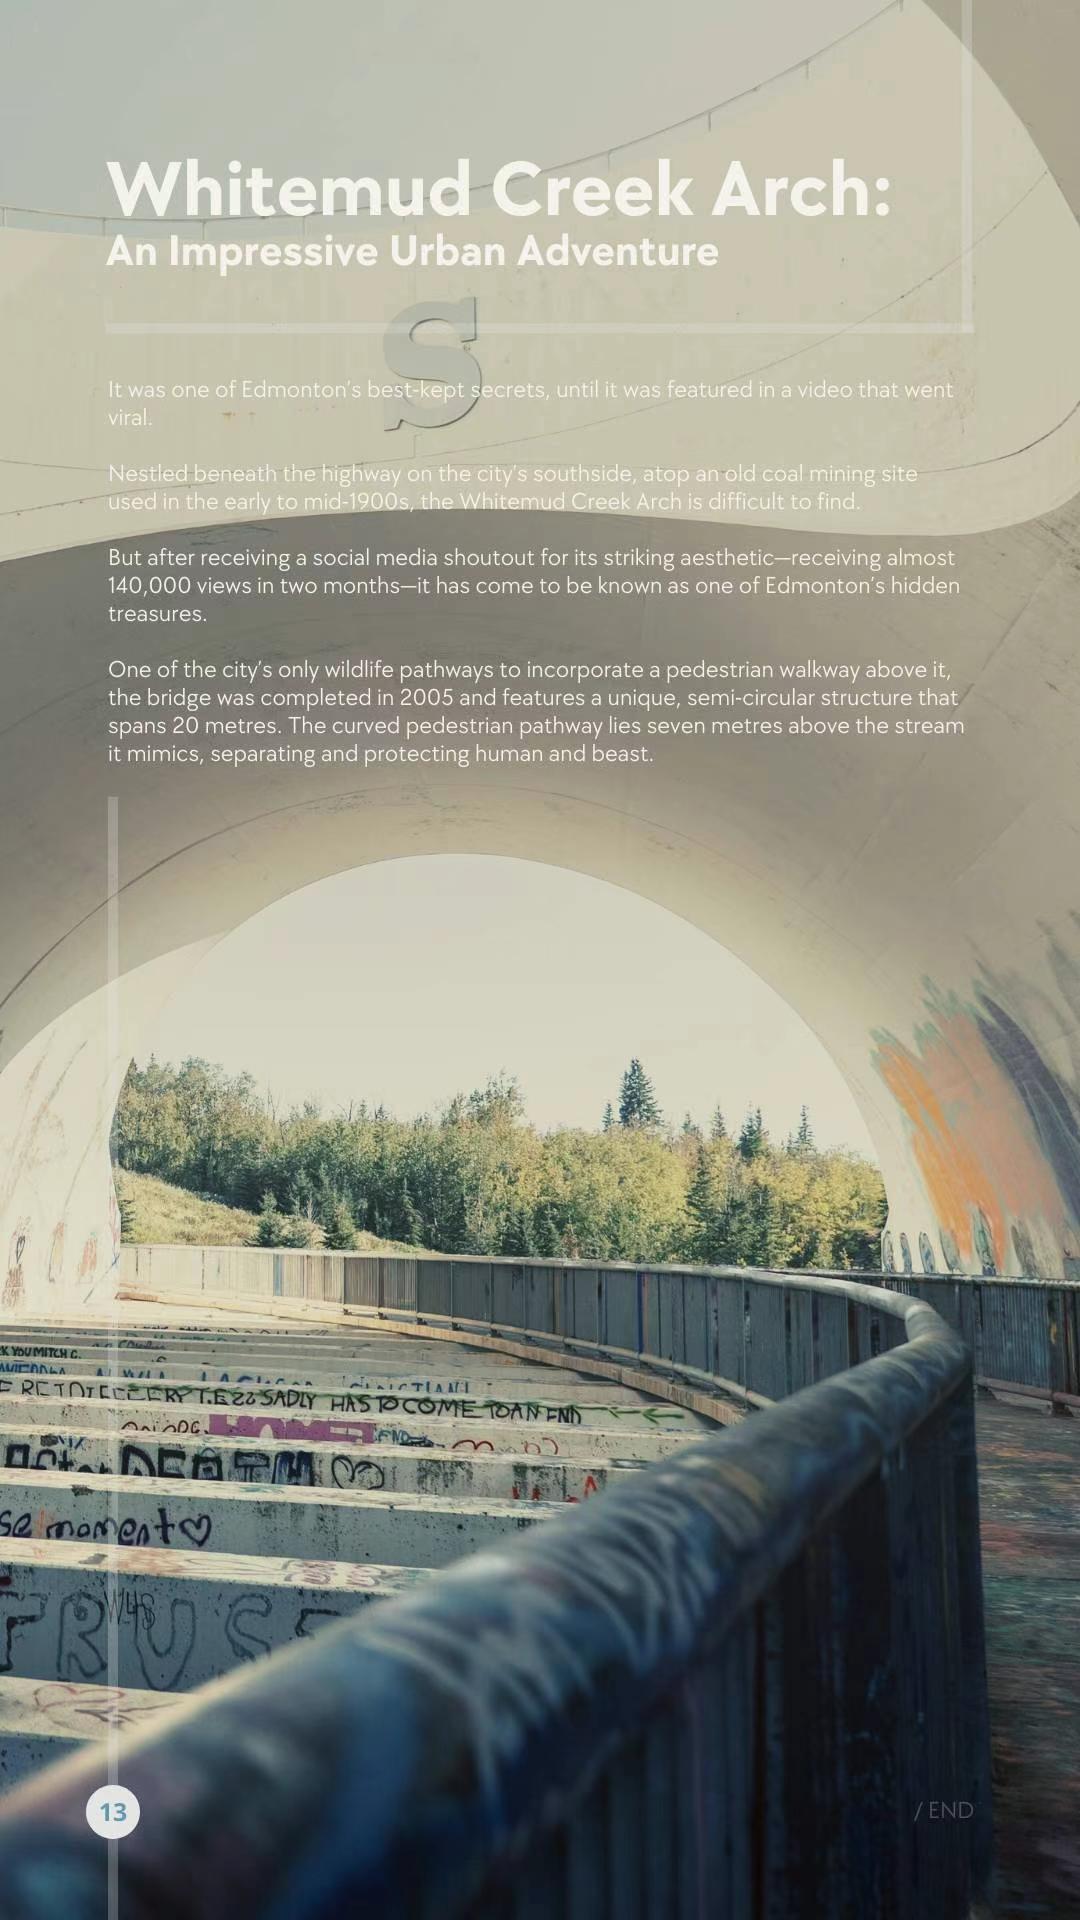 Whitemud Creek Arch:
An Impressive Urban Adventure
S
It was one of Edmonton's best-kept secrets, until it was featured in a video that went
viral.
Nestled beneath the highway on the city's southside, atop an old coal mining site
used in the early to mid-1900s, the Whitemud Creek Arch is difficult to find.
But after receiving a social media shoutout for its striking aesthetic—receiving almost
140,000 views in two months—it has come to be known as one of Edmonton's hidden
treasures.
One of the city's only wildlife pathways to incorporate a pedestrian walkway above it,
the bridge was completed in 2005 and features a unique, semi-circular structure that
spans 20 metres. The curved pedestrian pathway lies seven metres above the stream
it mimics, separating and protecting human and beast.
YOU MITCH C.
SADLY HAS TO COME TO AN END
After DEATH
moment
W4S
13
/ END